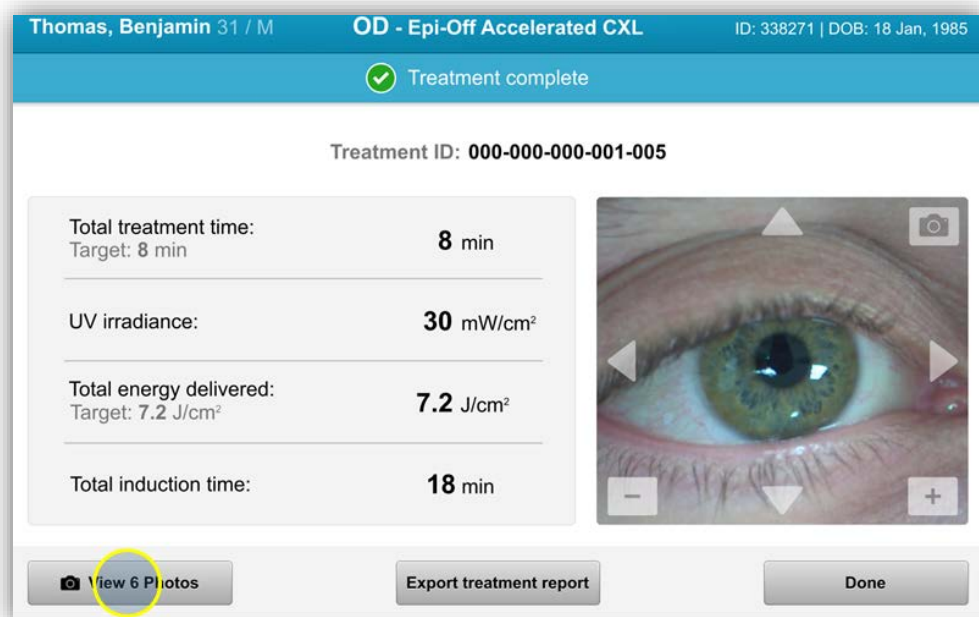 Thomas, Benjamin 31 / M OD - Epi-Off Accelerated CXL ID: 338271 | DOB: 18 Jan, 1985
Treatment complete
Treatment ID: 000-000-000-001-005
Total treatment time:
Target: 8 min
8 min
UV irradiance:
30 mW/cm²
Total energy delivered:
Target: 7.2 J/cm²
7.2 J/cm²
Total induction time:
18 min
View 6 Photos
Export treatment report
Done